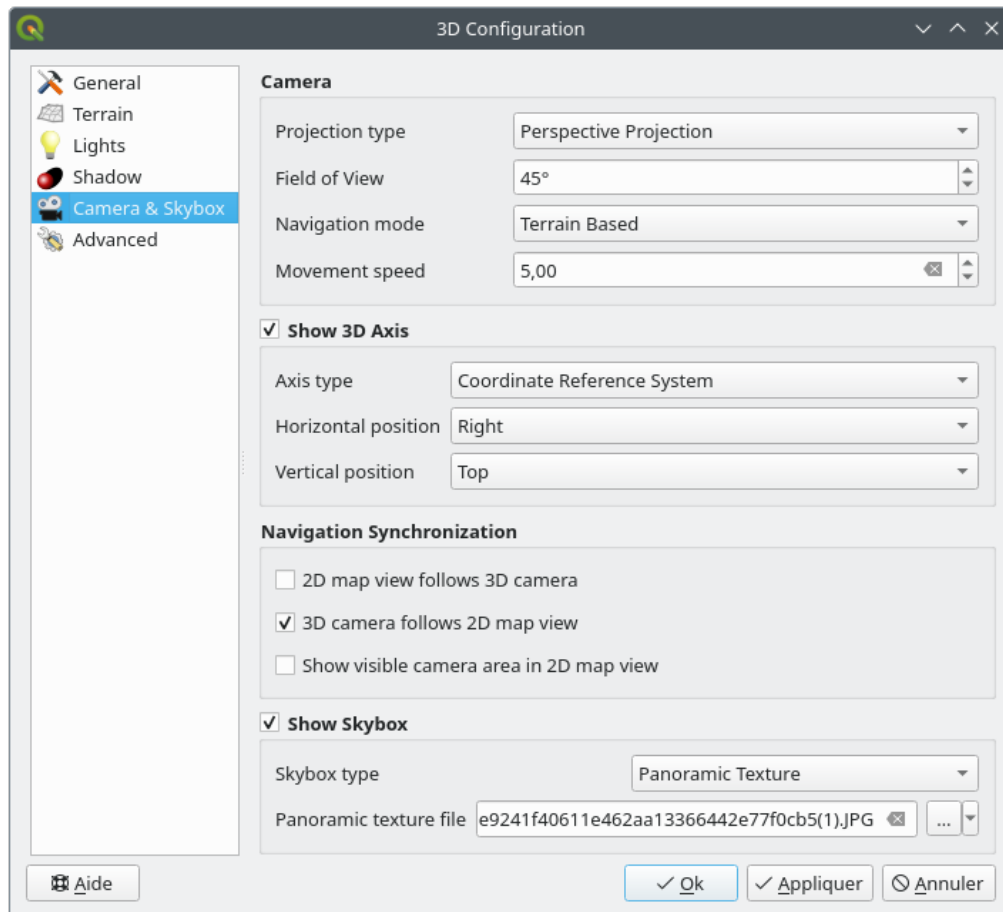 3D Configuration
General
Terrain
Lights
Shadow
Camera & Skybox
Advanced
Camera
Projection type Perspective Projection
Field of View 45°
Navigation mode Terrain Based
Movement speed 5,00
Show 3D Axis
Axis type Coordinate Reference System
Horizontal position Right
Vertical position Top
Navigation Synchronization
2D map view follows 3D camera
3D camera follows 2D map view
Show visible camera area in 2D map view
Show Skybox
Skybox type Panoramic Texture
Panoramic texture file e9241f40611e462aa13366442e77f0cb5(1).JPG ...
Aide Ok Appliquer Annuler